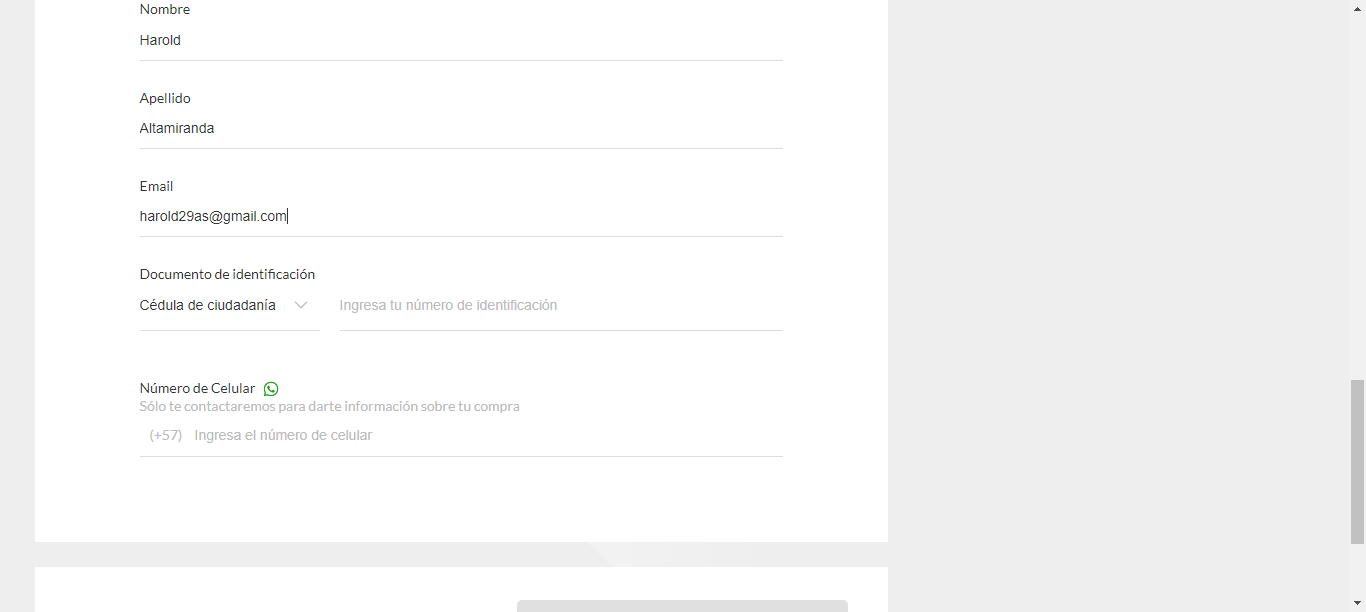 Nombre
Harold
Apellido
Altamiranda
Email
harold29as@gmail.com
Documento de identificación
Cédula de ciudadanía Ingresa tu número de identificación
Número de Celular
Sólo te contactaremos para darte información sobre tu compra
(+57) Ingresa el número de celular